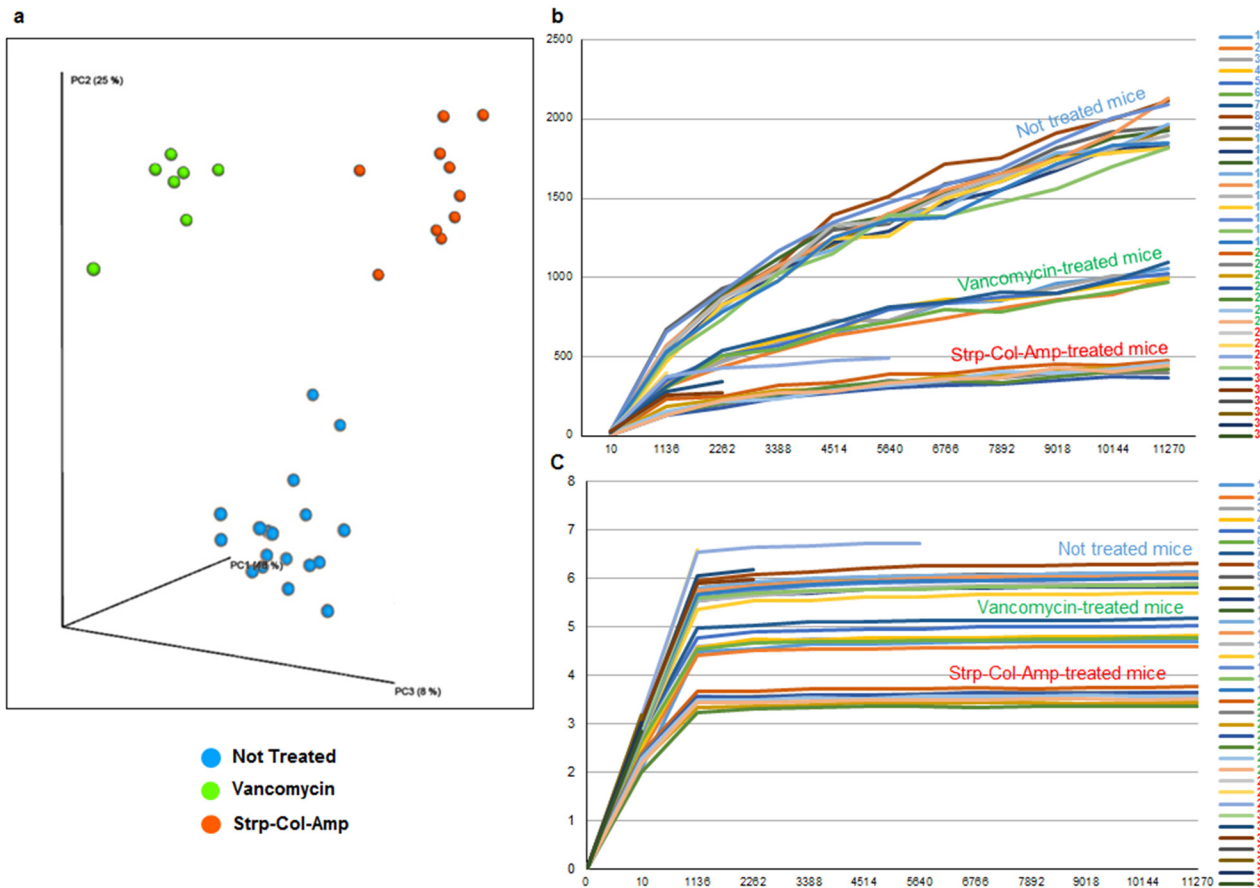 a
PC2 (25 %)
PC3 (8 %)
Not Treated
Vancomycin
Strp-Col-Amp
b
2500
2000
1500
1000
500
0
10 1136 2262 3388 4514 5640 6766 7892 9018 10144 11270
Not treated mice
Vancomycin-treated mice
Strp-Col-Amp-treated mice
C
8
7
6
5
4
3
2
1
0
0 10 1136 2262 3388 4514 5640 6766 7892 9018 10144 11270
Not treated mice
Vancomycin-treated mice
Strp-Col-Amp-treated mice